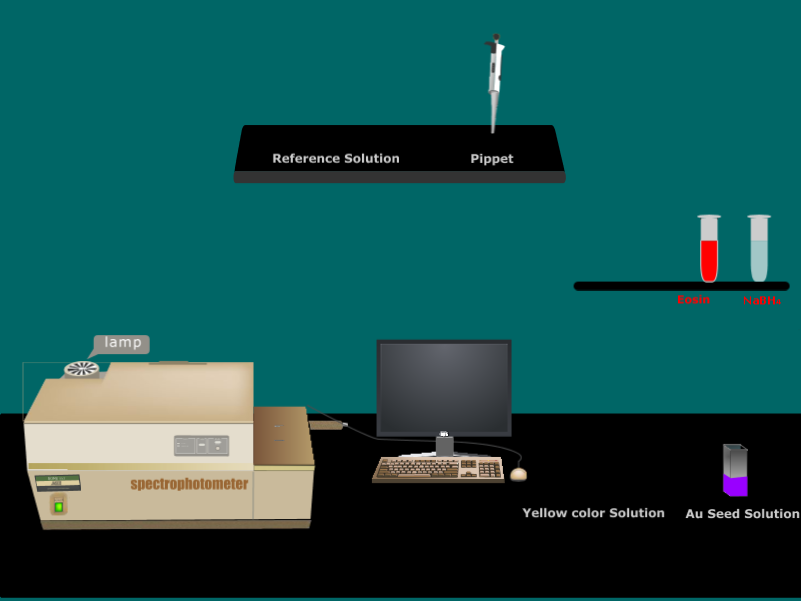 Reference Solution
Pippet
Eosin
NaBH₄
lamp
spectrophotometer
Yellow color Solution
Au Seed Solution